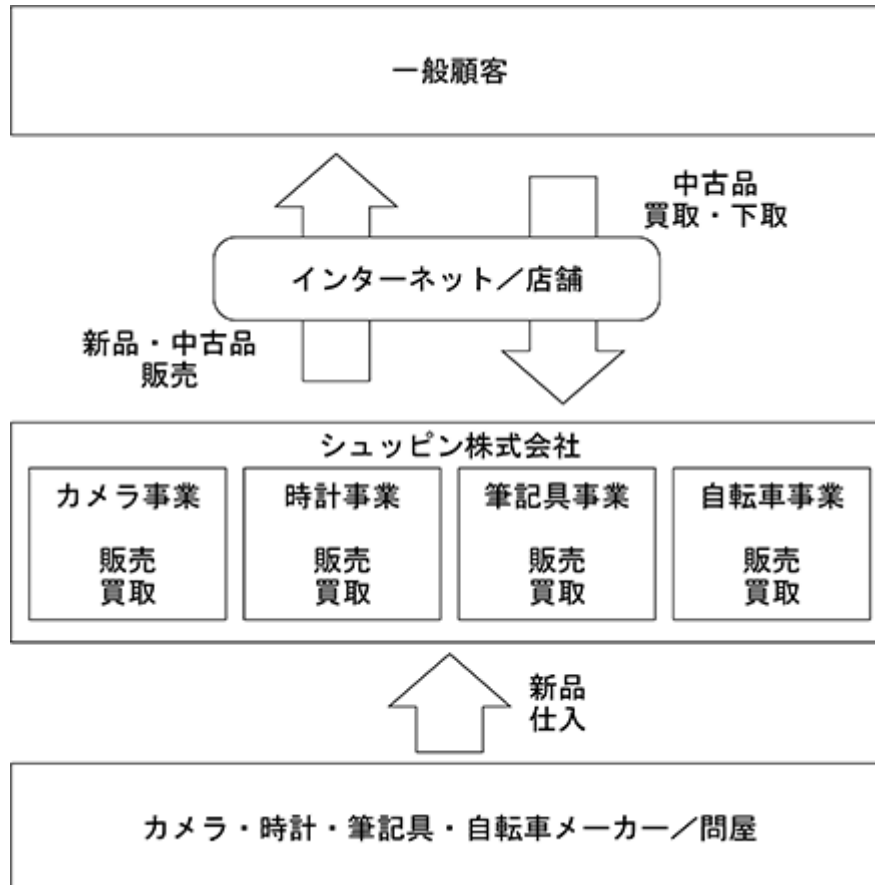 一般顧客
中古品
買取・下取
インターネット／店舗
新品・中古品
販売
シュッピン株式会社
カメラ事業
販売
買取
時計事業
販売
買取
筆記具事業
販売
買取
自転車事業
販売
買取
新品
仕入
カメラ・時計・筆記具・自転車メーカー／問屋